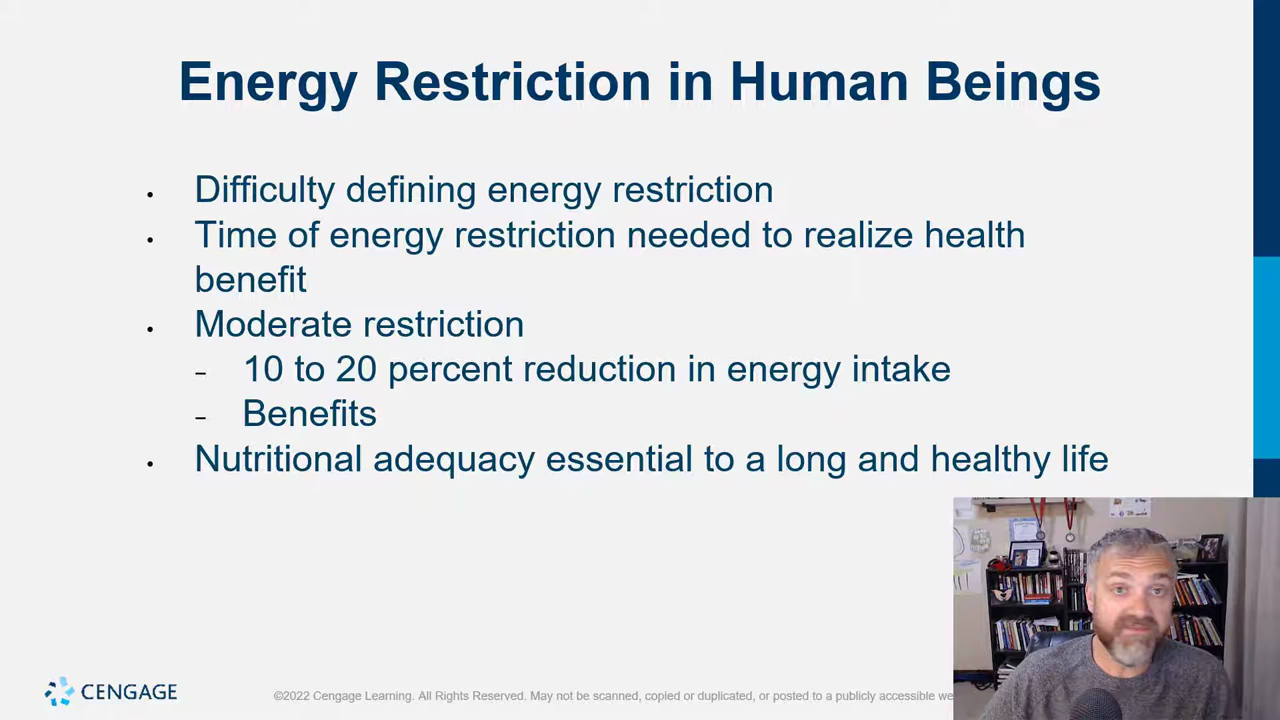 Energy Restriction in Human Beings
• Difficulty defining energy restriction
• Time of energy restriction needed to realize health
benefit
• Moderate restriction
- 10 to 20 percent reduction in energy intake
- Benefits
• Nutritional adequacy essential to a long and healthy life
CENGAGE
©2022 Cengage Learning. All Rights Reserved. May not be scanned, copied or duplicated, or posted to a publicly accessible we